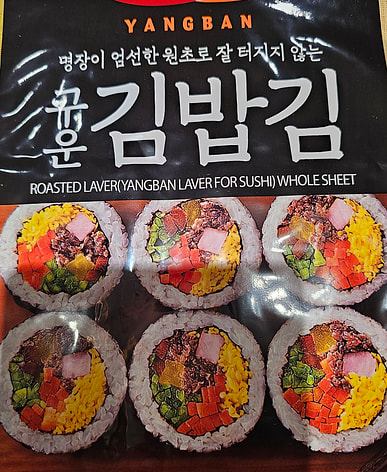 YANGBAN
명장이 엄선한 원초로 잘 터지지 않는
구운 김밥김
ROASTED LAVER(YANGBAN LAVER FOR SUSHI) WHOLE SHEET